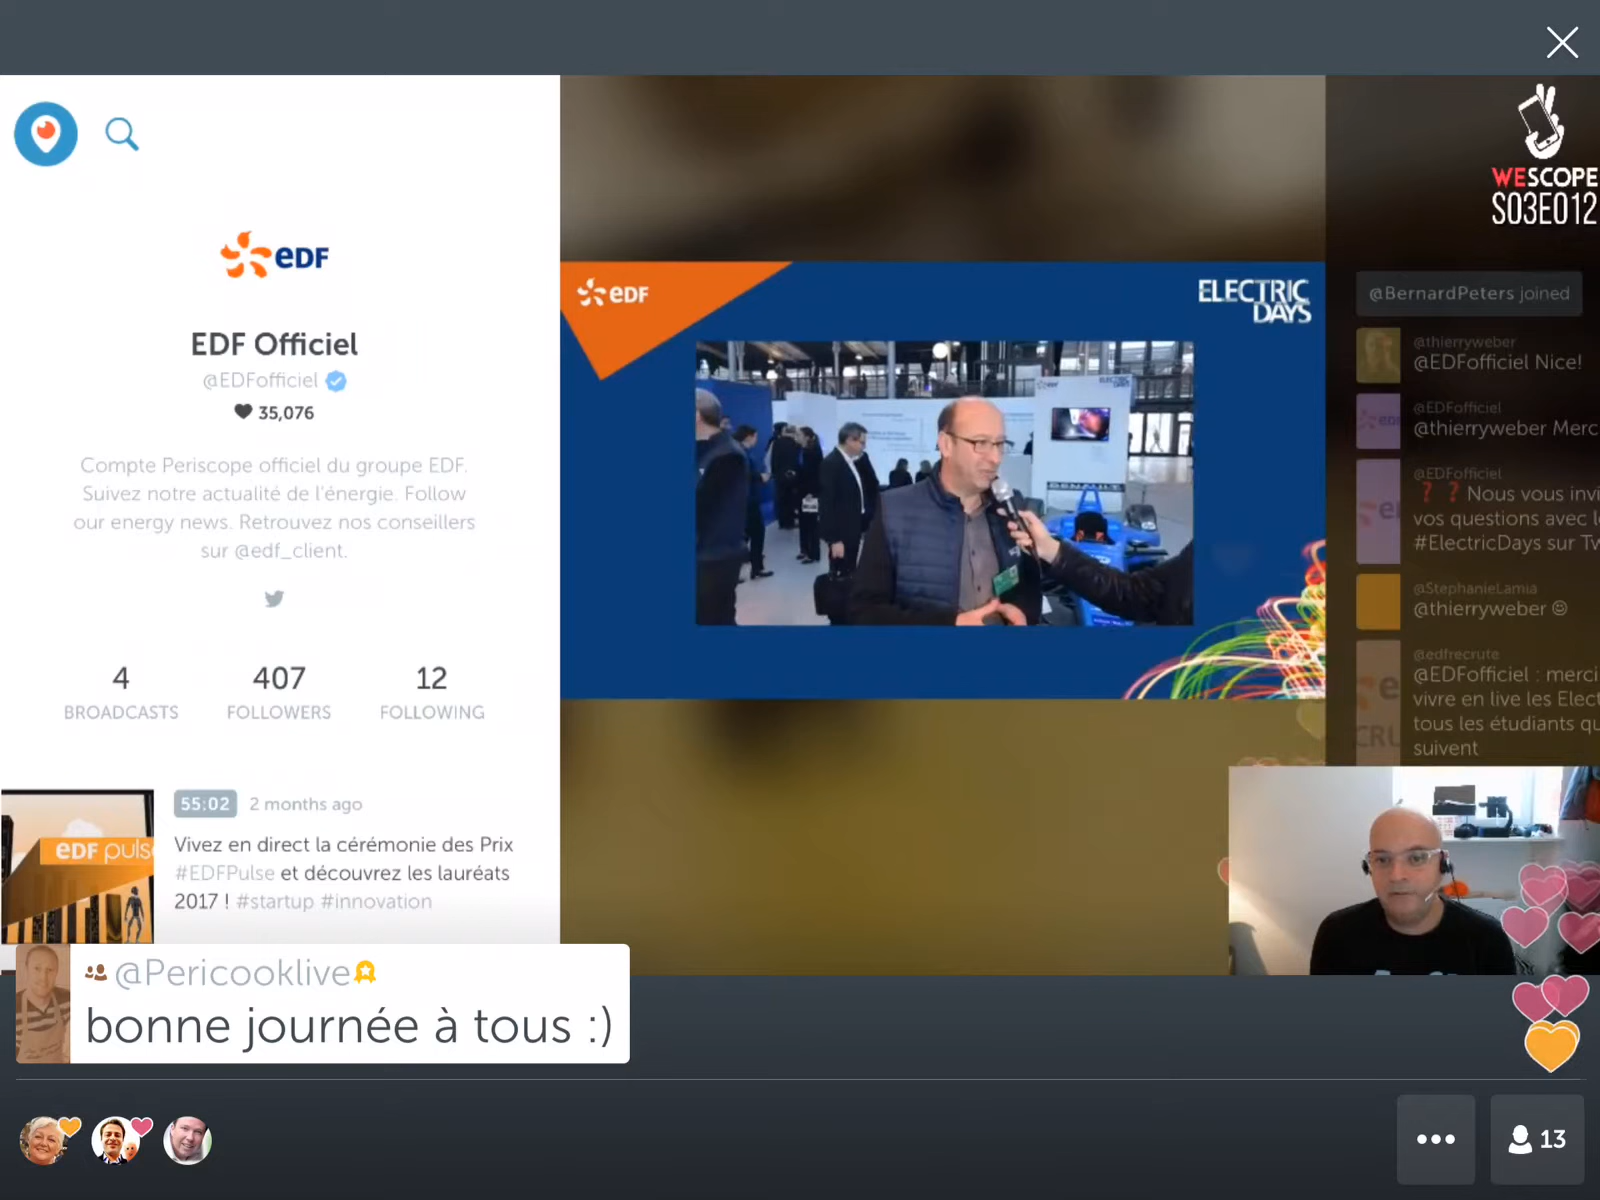 edf
EDF Officiel
@EDFofficiel
35,076
Compte Periscope officiel du groupe EDF.
Suivez notre actualité de l'énergie. Follow
our energy news. Retrouvez nos conseillers
sur @edf_client.
4
BROADCASTS
407
FOLLOWERS
12
FOLLOWING
55:02 2 months ago
Vivez en direct la cérémonie des Prix
#EDFPulse et découvrez les lauréats
2017 ! #startup #innovation
edf puls
edf
ELECTRIC
DAYS
WESCOPE
S03E012
@BernardPeters joined
@thierryweber
@EDFofficiel Nice!
@EDFofficiel
@thierryweber Merc
@EDFofficiel
❓ ❓Nous vous invi
vos questions avec l
#ElectricDays sur Tw
@StephanieLamia
@thierryweber ☺
@edfrecrute
@EDFofficiel : merci
vivre en live les Elect
tous les étudiants qu
suivent
@Pericooklive
bonne journée à tous :)
13